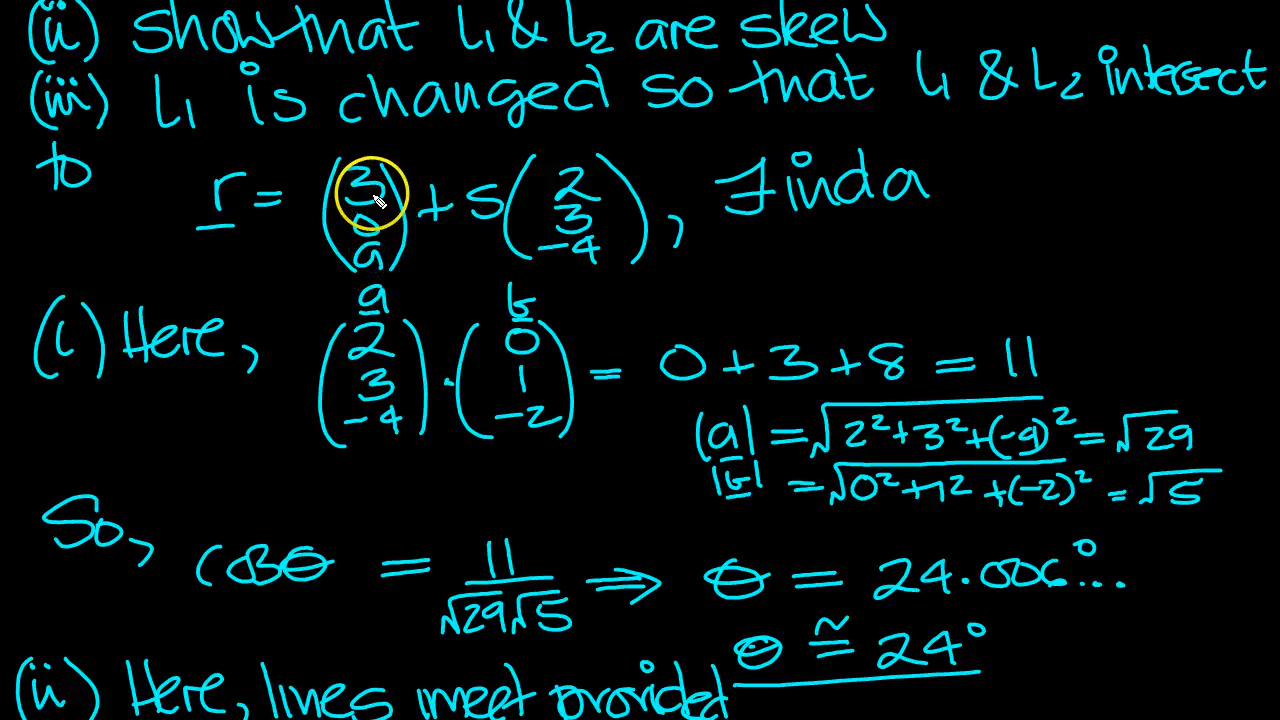 (ii) Show that L₁ & L₂ are skew
(iii) L₁ is changed so that L₁ & L₂ intersect
to r = (3 0 a) + s(2 3 -4), Find a
(i) Here, a (2 3 -4) · b (0 1 -2) = 0 + 3 + 8 = 11
|a| = √2² + 3² + (-4)² = √29
|b| = √0² + 1² + (-2)² = √5
So, cosθ = 11/√29√5 ⇒ θ = 24.006°...
θ ≅ 24°
(ii) Here, lines meet provided